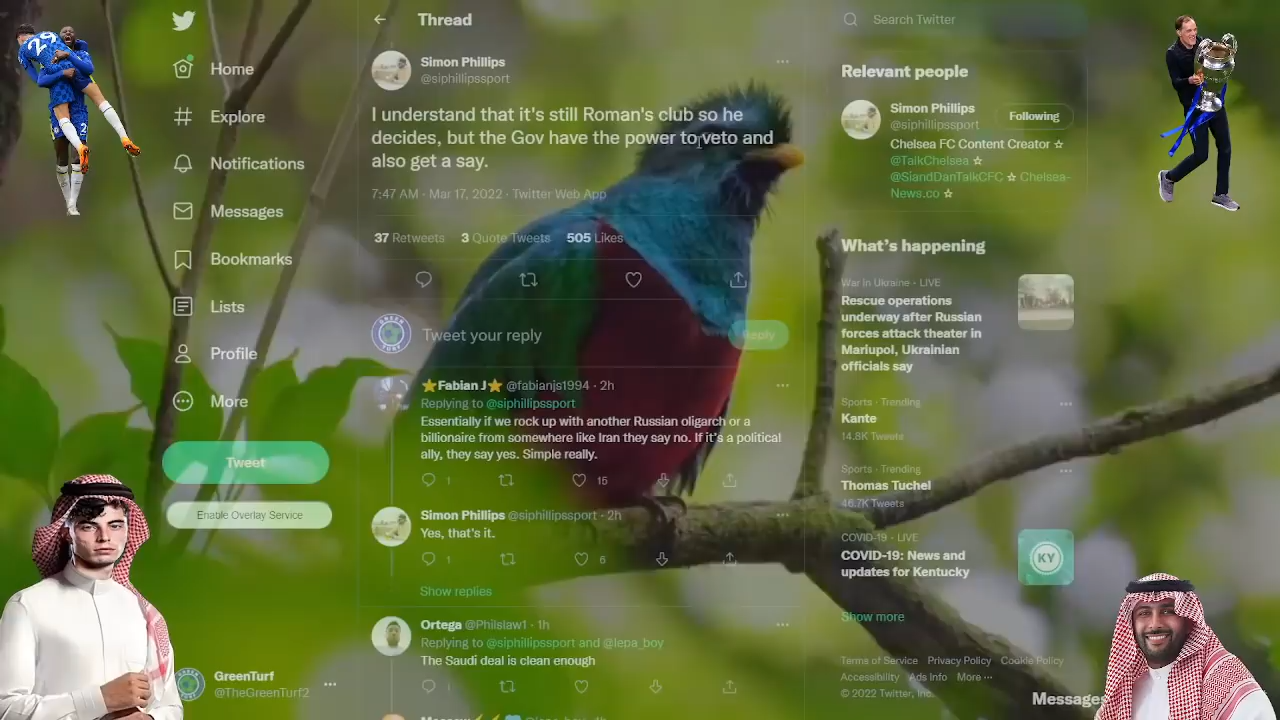 Home
Explore
Notifications
Messages
Bookmarks
Lists
Profile
More
Tweet
Enable Overlay Service
GreenTurf
@TheGreenTurf2
Thread
Simon Phillips
@siphillipssport
I understand that it's still Roman's club so he
decides, but the Gov have the power to veto and
also get a say.
7:47 AM · Mar 17, 2022 · Twitter Web App
37 Retweets 3 Quote Tweets 505 Likes
Tweet your reply
Reply
⭐Fabian J⭐ @fabianjs1994 · 2h
Replying to @siphillipssport
Essentially if we rock up with another Russian oligarch or a
billionaire from somewhere like Iran they say no. If it's a political
ally, they say yes. Simple really.
1 15
Simon Phillips @siphillipssport · 2h
Yes, that's it.
1 6
Show replies
Ortega @Philslaw1 · 1h
Replying to @siphillipssport and @lepa_boy
The Saudi deal is clean enough
1
Search Twitter
Relevant people
Simon Phillips
@siphillipssport
Following
Chelsea FC Content Creator ☆
@TalkChelsea ☆
@SiandDanTalkCFC ☆ Chelsea-
News.co ☆
What's happening
War in Ukraine · LIVE
Rescue operations
underway after Russian
forces attack theater in
Mariupol, Ukrainian
officials say
Sports · Trending
Kante
14.8K Tweets
Sports · Trending
Thomas Tuchel
46.7K Tweets
COVID-19 · LIVE
COVID-19: News and
updates for Kentucky
KY
Show more
Terms of Service Privacy Policy Cookie Policy
Accessibility Ads Info More ···
© 2022 Twitter, Inc.
Messages
29